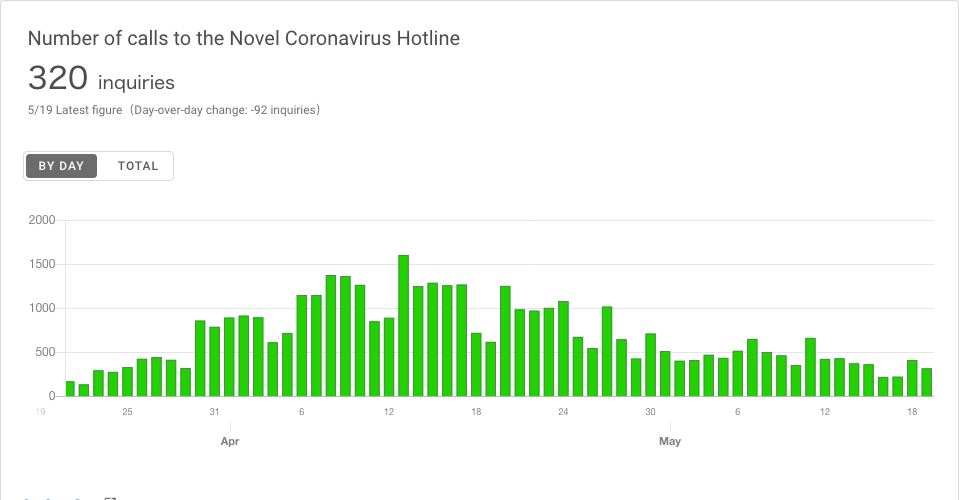 Number of calls to the Novel Coronavirus Hotline
320 inquiries
5/19 Latest figure（Day-over-day change: -92 inquiries）
BY DAY TOTAL
2000
1500
1000
500
0
19 25 31 6 12 18 24 30 6 12 18
Apr May